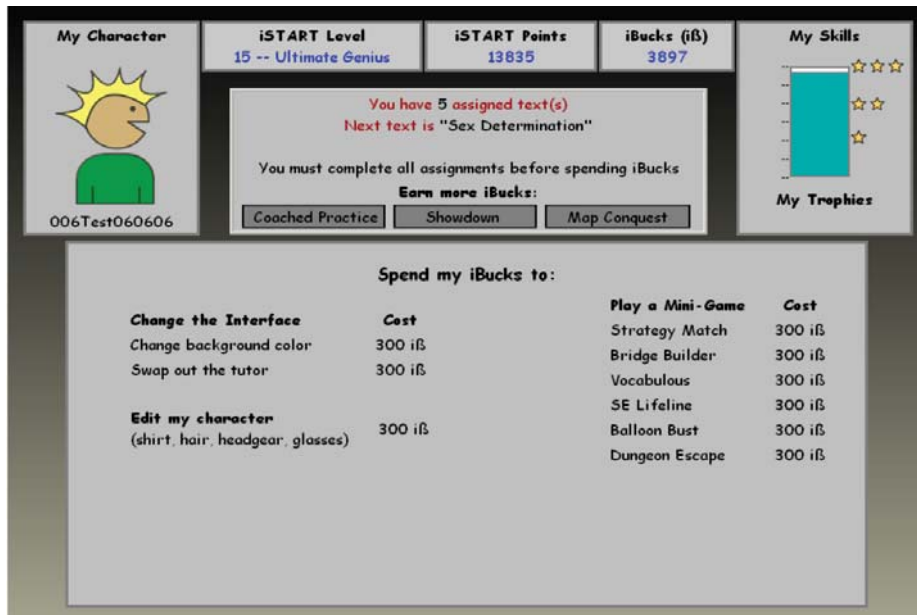 My Character
006Test060606
iSTART Level
15 -- Ultimate Genius
iSTART Points
13835
iBucks (iß)
3897
My Skills
My Trophies
You have 5 assigned text(s)
Next text is "Sex Determination"
You must complete all assignments before spending iBucks
Earn more iBucks:
Coached Practice
Showdown
Map Conquest
Spend my iBucks to:
Change the Interface Cost
Change background color 300 iß
Swap out the tutor 300 iß
Edit my character
(shirt, hair, headgear, glasses) 300 iß
Play a Mini-Game Cost
Strategy Match 300 iß
Bridge Builder 300 iß
Vocabulous 300 iß
SE Lifeline 300 iß
Balloon Bust 300 iß
Dungeon Escape 300 iß